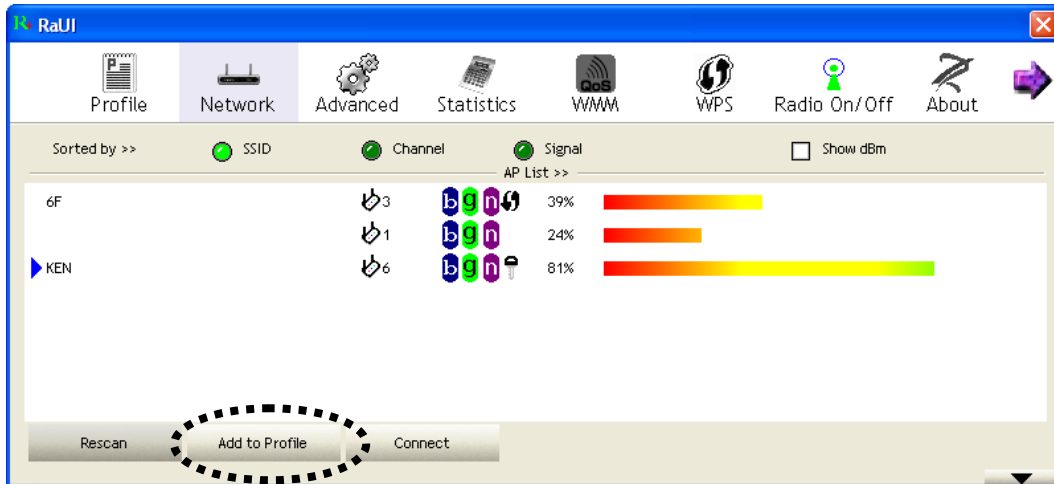 RaUI
Profile Network Advanced Statistics WMM WPS Radio On/Off About
Sorted by >> SSID Channel Signal Show dBm
AP List >>
6F 3 b g n 39%
1 b g n 24%
KEN 6 b g n 81%
Rescan Add to Profile Connect